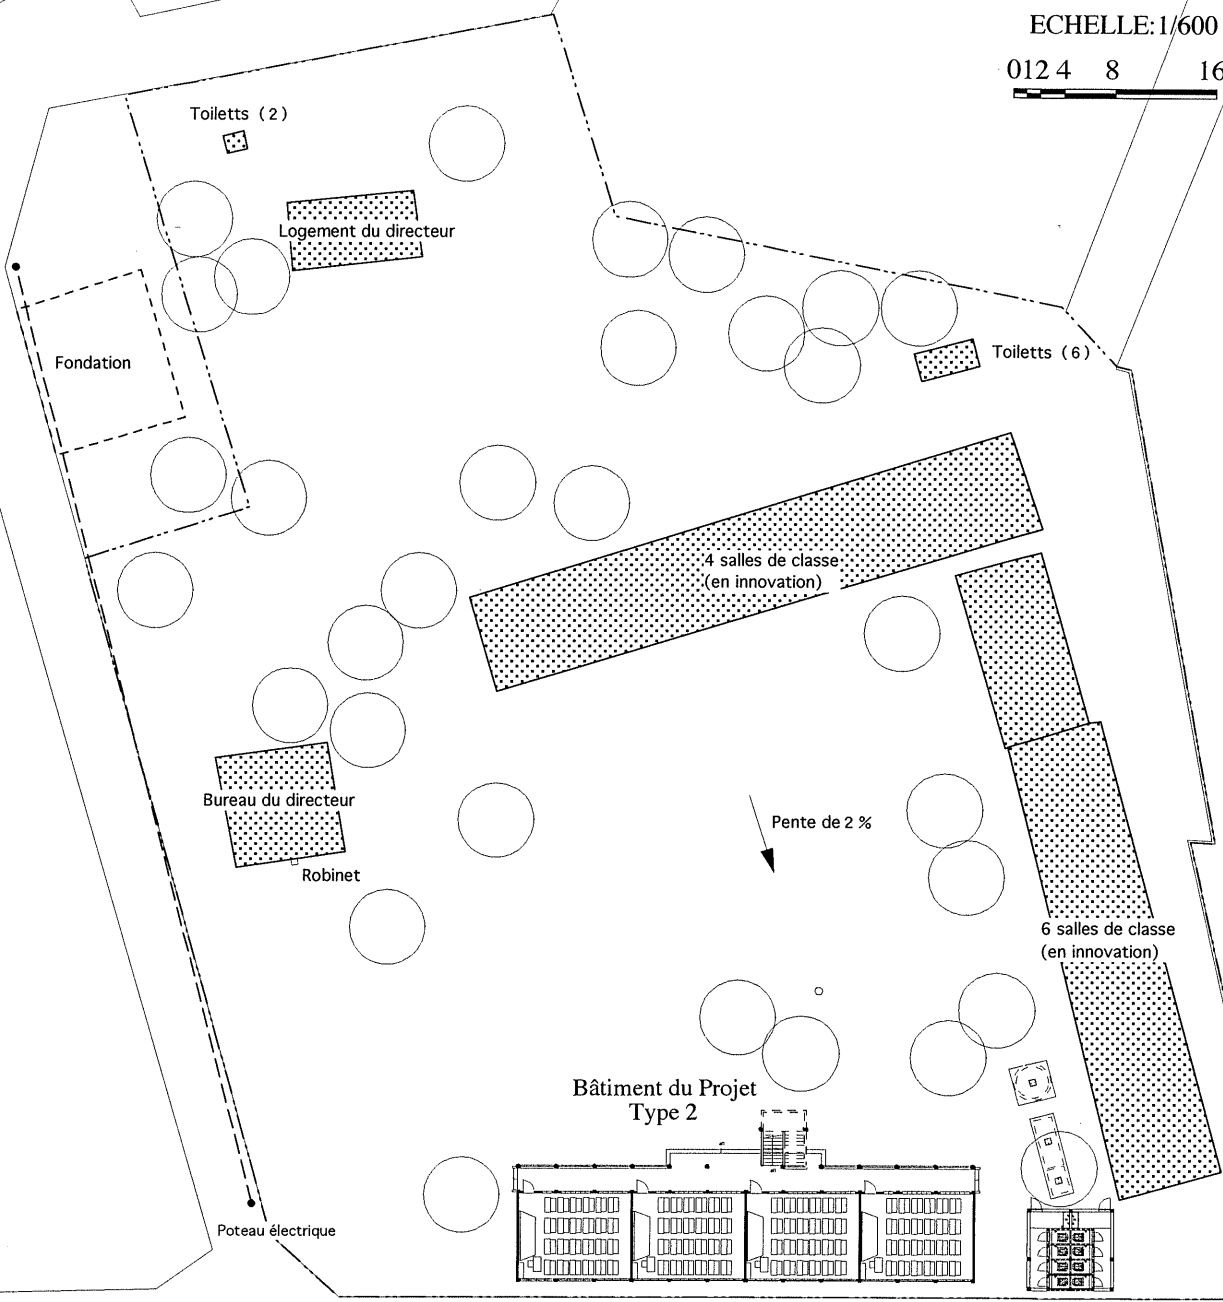 ECHELLE:1/600
012 4 8 16
Toiletts (2)
Logement du directeur
Fondation
Toiletts (6)
4 salles de classe
(en innovation)
Bureau du directeur
Robinet
Pente de 2 %
6 salles de classe
(en innovation)
Bâtiment du Projet
Type 2
Poteau électrique